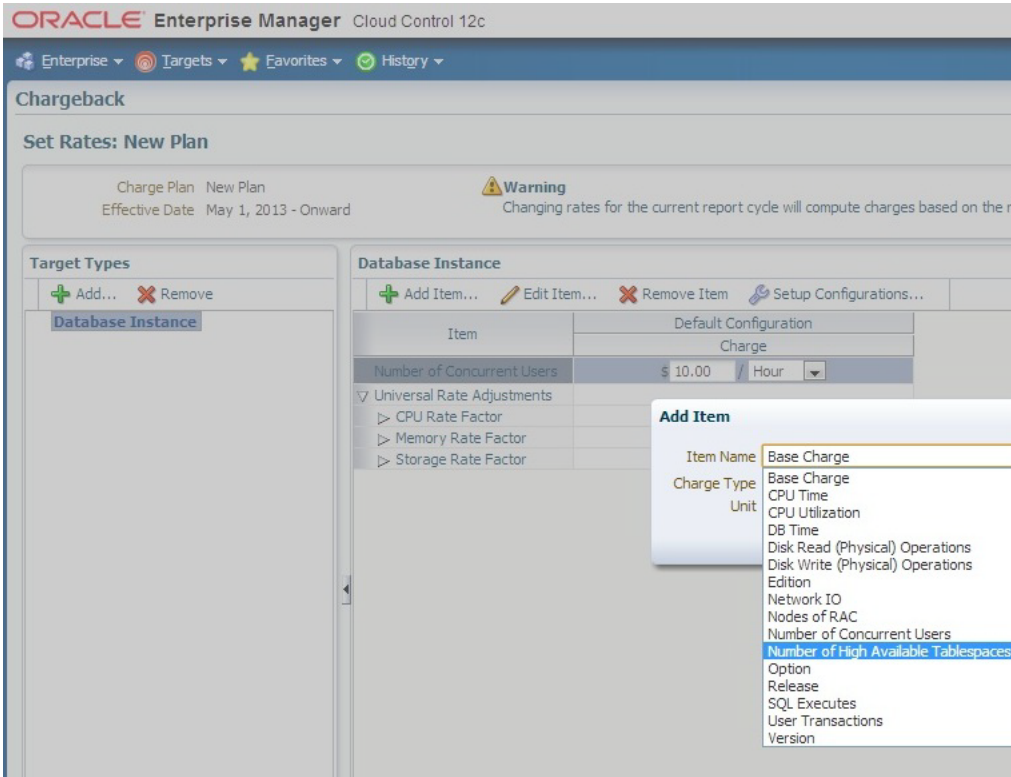 ORACLE Enterprise Manager Cloud Control 12c
Enterprise Targets Favorites History
Chargeback
Set Rates: New Plan
Charge Plan New Plan
Effective Date May 1, 2013 - Onward
Warning
Changing rates for the current report cycle will compute charges based on the
Target Types
Add... Remove
Database Instance
Database Instance
Add Item... Edit Item... Remove Item Setup Configurations...
Item
Default Configuration
Charge
Number of Concurrent Users $ 10.00 / Hour
Universal Rate Adjustments
CPU Rate Factor
Memory Rate Factor
Storage Rate Factor
Add Item
Item Name Base Charge
Charge Type
Unit
Base Charge
CPU Time
CPU Utilization
DB Time
Disk Read (Physical) Operations
Disk Write (Physical) Operations
Edition
Network IO
Nodes of RAC
Number of Concurrent Users
Number of High Available Tablespaces
Option
Release
SQL Executes
User Transactions
Version